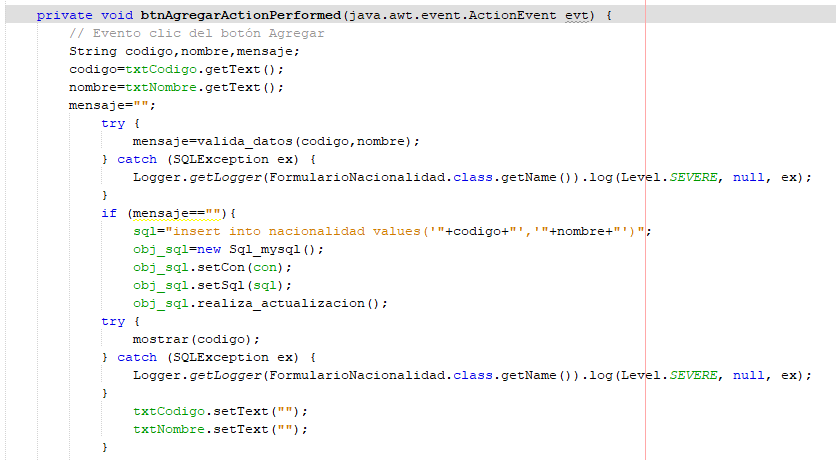 private void btnAgregarActionPerformed(java.awt.event.ActionEvent evt) {
// Evento clic del botón Agregar
String codigo,nombre,mensaje;
codigo=txtCodigo.getText();
nombre=txtNombre.getText();
mensaje="";
try {
mensaje=valida_datos(codigo,nombre);
} catch (SQLException ex) {
Logger.getLogger(FormularioNacionalidad.class.getName()).log(Level.SEVERE, null, ex);
}
if (mensaje==""){
sql="insert into nacionalidad values('"+codigo+"','"+nombre+"')";
obj_sql=new Sql_mysql();
obj_sql.setCon(con);
obj_sql.setSql(sql);
obj_sql.realiza_actualizacion();
try {
mostrar(codigo);
} catch (SQLException ex) {
Logger.getLogger(FormularioNacionalidad.class.getName()).log(Level.SEVERE, null, ex);
}
txtCodigo.setText("");
txtNombre.setText("");
}